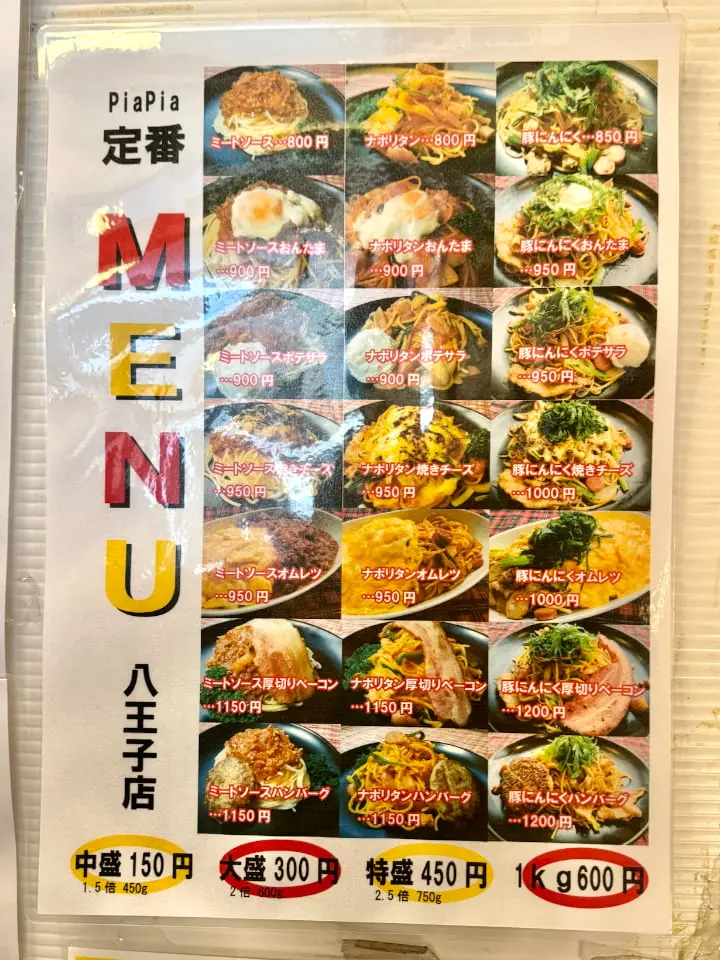 PiaPia
定番
MENU
八王子店
ミートソース…800円
ナポリタン…800円
豚にんにく…850円
ミートソースおんたま
…900円
ナポリタンおんたま
…900円
豚にんにくおんたま
…950円
ミートソースポテサラ
…900円
ナポリタンポテサラ
…900円
豚にんにくポテサラ
…950円
ミートソース焼きチーズ
…950円
ナポリタン焼きチーズ
…950円
豚にんにく焼きチーズ
…1000円
ミートソースオムレツ
…950円
ナポリタンオムレツ
…950円
豚にんにくオムレツ
…1000円
ミートソース厚切りベーコン
…1150円
ナポリタン厚切りベーコン
…1150円
豚にんにく厚切りベーコン
…1200円
ミートソースハンバーグ
…1150円
ナポリタンハンバーグ
…1150円
豚にんにくハンバーグ
…1200円
中盛150円
1.5倍 450g
大盛300円
2倍 600g
特盛450円
2.5倍 750g
1kg600円